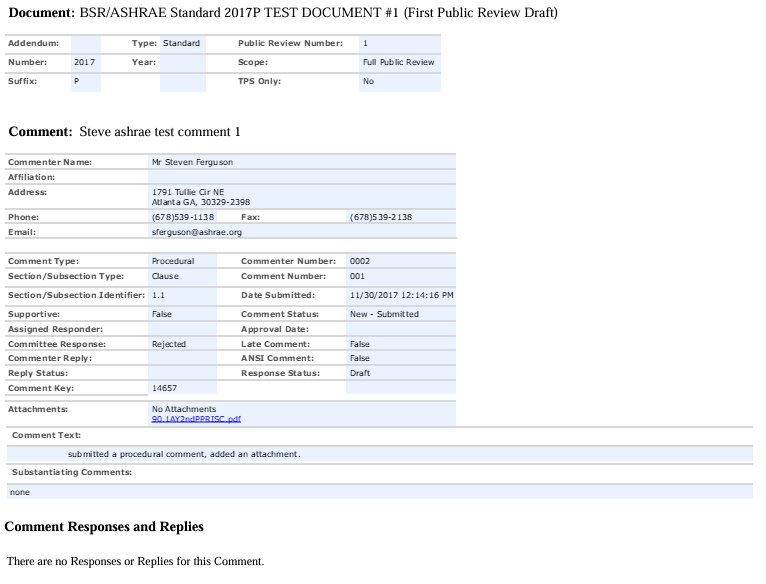 Document: BSR/ASHRAE Standard 2017P TEST DOCUMENT #1 (First Public Review Draft)
Addendum: Type: Standard Public Review Number: 1
Number: 2017 Year: Scope: Full Public Review
Suffix: P TPS Only: No
Comment: Steve ashrae test comment 1
Commenter Name: Mr Steven Ferguson
Affiliation:
Address: 1791 Tullie Cir NE
Atlanta GA, 30329-2398
Phone: (678)539-1138 Fax: (678)539-2138
Email: sferguson@ashrae.org
Comment Type: Procedural Commenter Number: 0002
Section/Subsection Type: Clause Comment Number: 001
Section/Subsection Identifier: 1.1 Date Submitted: 11/30/2017 12:14:16 PM
Supportive: False Comment Status: New - Submitted
Assigned Responder: Approval Date:
Committee Response: Rejected Late Comment: False
Commenter Reply: ANSI Comment: False
Reply Status: Response Status: Draft
Comment Key: 14657
Attachments: No Attachments
90.1AY2ndPPRISC.pdf
Comment Text:
submitted a procedural comment, added an attachment.
Substantiating Comments:
none
Comment Responses and Replies
There are no Responses or Replies for this Comment.